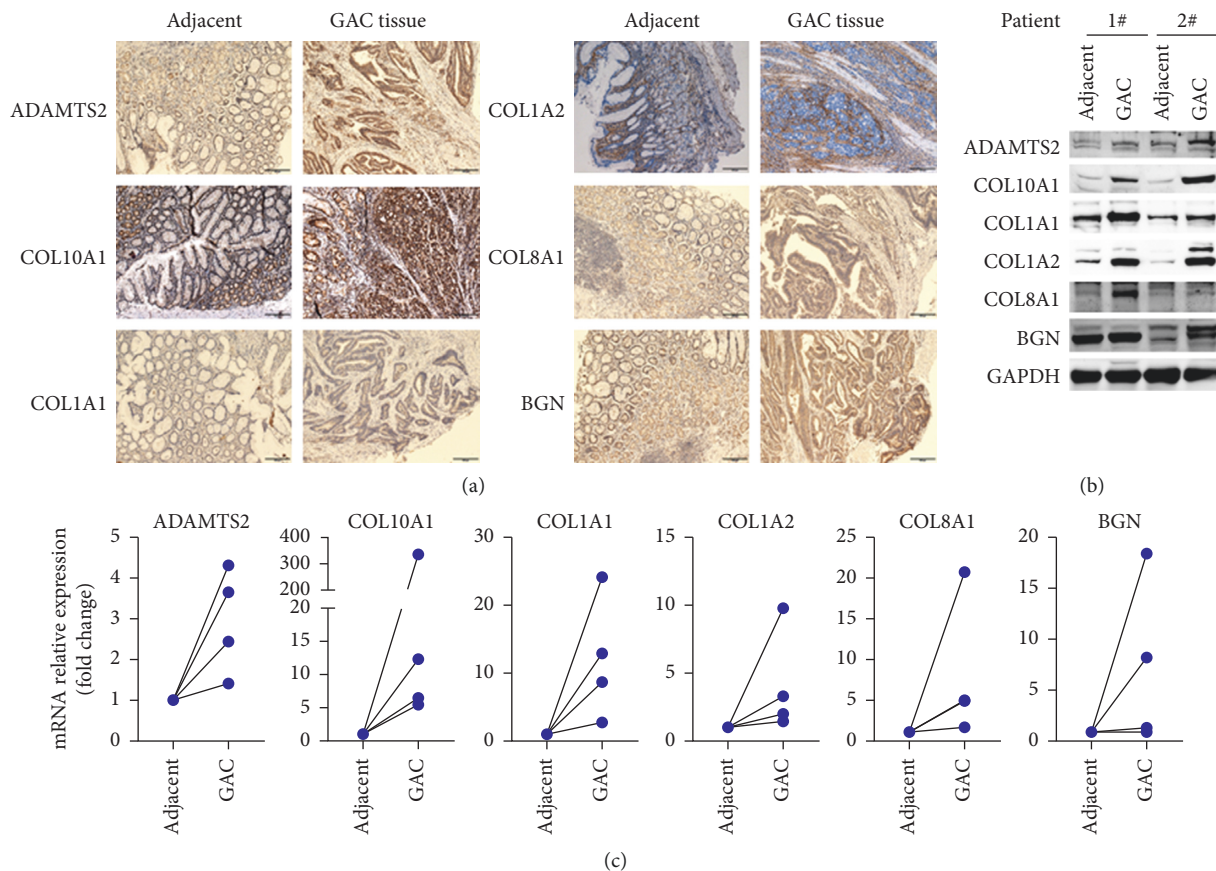 Adjacent GAC tissue Adjacent GAC tissue
ADAMTS2 COL1A2
COL10A1 COL8A1
COL1A1 BGN
(a)
Patient 1# 2#
Adjacent GAC Adjacent GAC
ADAMTS2
COL10A1
COL1A1
COL1A2
COL8A1
BGN
GAPDH
(b)
mRNA relative expression
(fold change)
ADAMTS2
5
4
3
2
1
0
Adjacent GAC
COL10A1
400
300
200
20
15
10
5
0
Adjacent GAC
COL1A1
30
20
10
0
Adjacent GAC
COL1A2
15
10
5
0
Adjacent GAC
COL8A1
25
20
15
10
5
0
Adjacent GAC
BGN
20
15
10
5
0
Adjacent GAC
(c)